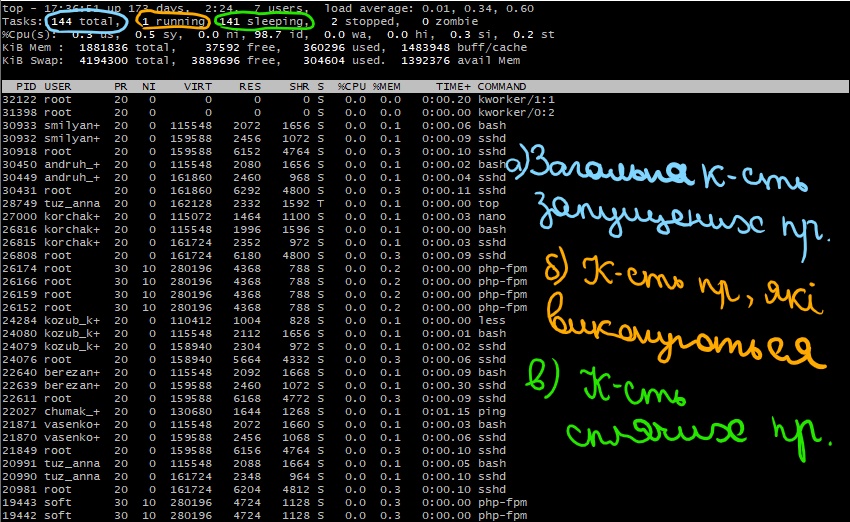 top - 17:36:51 up 173 days, 2:24, 7 users, load average: 0.01, 0.34, 0.60
Tasks: 144 total, 1 running, 141 sleeping, 2 stopped, 0 zombie
%Cpu(s): 0.3 us, 0.5 sy, 0.0 ni, 98.7 id, 0.0 wa, 0.0 hi, 0.3 si, 0.2 st
KiB Mem : 1881836 total, 37592 free, 360296 used, 1483948 buff/cache
KiB Swap: 4194300 total, 3889696 free, 304604 used. 1392376 avail Mem
PID USER PR NI VIRT RES SHR S %CPU %MEM TIME+ COMMAND
32122 root 20 0 0 0 0 S 0.0 0.0 0:00.20 kworker/1:1
31398 root 20 0 0 0 0 S 0.0 0.0 0:00.00 kworker/0:2
30933 smilyan+ 20 0 115548 2072 1656 S 0.0 0.1 0:00.06 bash
30932 smilyan+ 20 0 159588 2456 1072 S 0.0 0.1 0:00.09 sshd
30918 root 20 0 159588 6152 4764 S 0.0 0.3 0:00.10 sshd
30450 andruh_+ 20 0 115548 2080 1656 S 0.0 0.1 0:00.02 bash
30449 andruh_+ 20 0 161860 2460 968 S 0.0 0.1 0:00.04 sshd
30431 root 20 0 161860 6292 4800 S 0.0 0.3 0:00.11 sshd
28749 tuz_anna 20 0 162128 2332 1592 T 0.0 0.1 0:00.00 top
27000 korchak+ 20 0 115072 1464 1100 S 0.0 0.1 0:00.03 nano
26816 korchak+ 20 0 115548 1996 1596 S 0.0 0.1 0:00.00 bash
26815 korchak+ 20 0 161724 2352 972 S 0.0 0.1 0:00.03 sshd
26808 root 20 0 161724 6180 4800 S 0.0 0.3 0:00.09 sshd
26174 root 30 10 280196 4368 788 S 0.0 0.2 0:00.00 php-fpm
26166 root 30 10 280196 4368 788 S 0.0 0.2 0:00.00 php-fpm
26159 root 30 10 280196 4368 788 S 0.0 0.2 0:00.00 php-fpm
26152 root 30 10 280196 4368 788 S 0.0 0.2 0:00.00 php-fpm
24284 kozub_k+ 20 0 110412 1004 828 S 0.0 0.1 0:00.00 less
24080 kozub_k+ 20 0 115548 2112 1656 S 0.0 0.1 0:00.01 bash
24079 kozub_k+ 20 0 158940 2304 972 S 0.0 0.1 0:00.02 sshd
24076 root 20 0 158940 5664 4332 S 0.0 0.3 0:00.06 sshd
22640 berezan+ 20 0 115548 2092 1668 S 0.0 0.1 0:00.09 bash
22639 berezan+ 20 0 159588 2460 1072 S 0.0 0.1 0:00.30 sshd
22611 root 20 0 159588 6168 4772 S 0.0 0.3 0:00.09 sshd
22027 chumak_+ 20 0 130680 1644 1268 S 0.0 0.1 0:01.15 ping
21871 vasenko+ 20 0 115548 2072 1660 S 0.0 0.1 0:00.03 bash
21870 vasenko+ 20 0 159588 2456 1068 S 0.0 0.1 0:00.06 sshd
21849 root 20 0 159588 6156 4764 S 0.0 0.3 0:00.10 sshd
20991 tuz_anna 20 0 115548 2088 1664 S 0.0 0.1 0:00.05 bash
20990 tuz_anna 20 0 161724 2348 964 S 0.0 0.1 0:00.10 sshd
20981 root 20 0 161724 6204 4812 S 0.0 0.3 0:00.10 sshd
19443 soft 30 10 280196 4724 1128 S 0.0 0.3 0:00.00 php-fpm
19442 soft 30 10 280196 4724 1128 S 0.0 0.3 0:00.00 php-fpm
а) Загальна к-сть
запущених пр.
б) К-сть пр, які
виконуються
в) К-сть
сплячих пр.